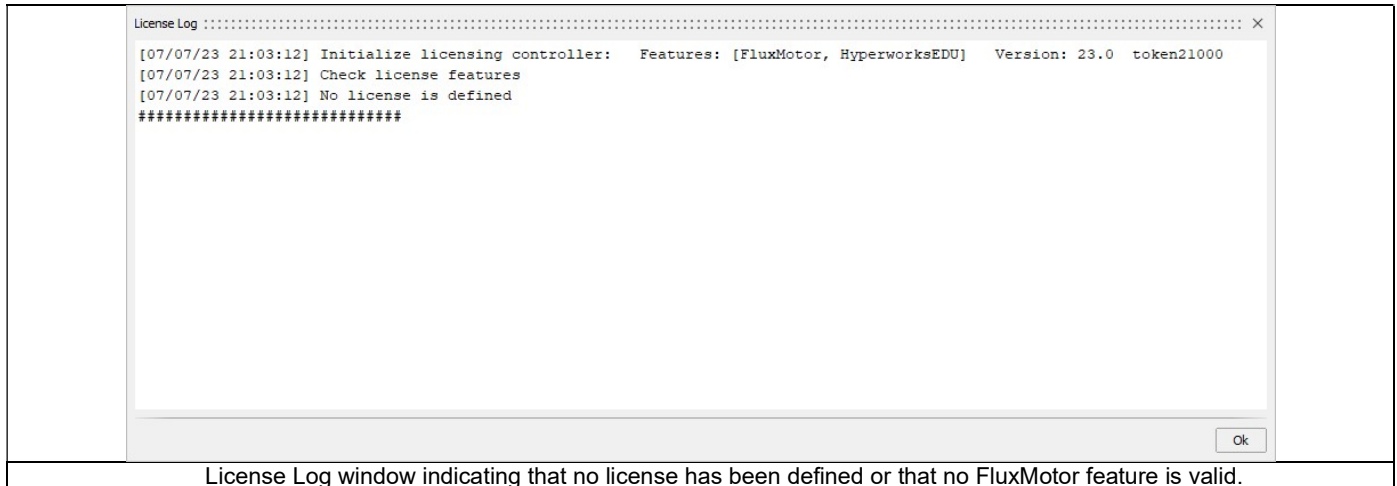 License Log
[07/07/23 21:03:12] Initialize licensing controller:   Features: [FluxMotor, HyperworksEDU]   Version: 23.0  token21000
[07/07/23 21:03:12] Check license features
[07/07/23 21:03:12] No license is defined
#############################
Ok
License Log window indicating that no license has been defined or that no FluxMotor feature is valid.